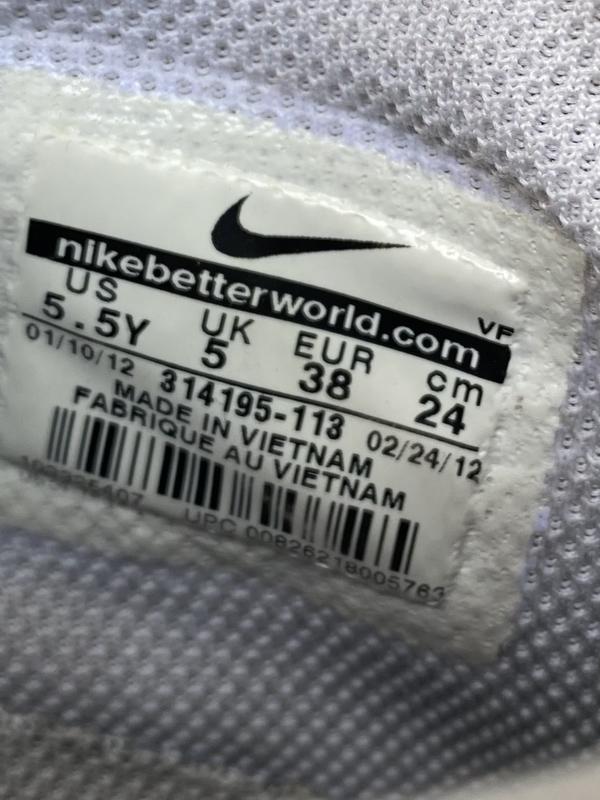 nikebetterworld.com
VF
US UK EUR cm
5.5Y 5 38 24
01/10/12 314195-113 02/24/12
MADE IN VIETNAM
FABRIQUE AU VIETNAM
UPC 00826218005763